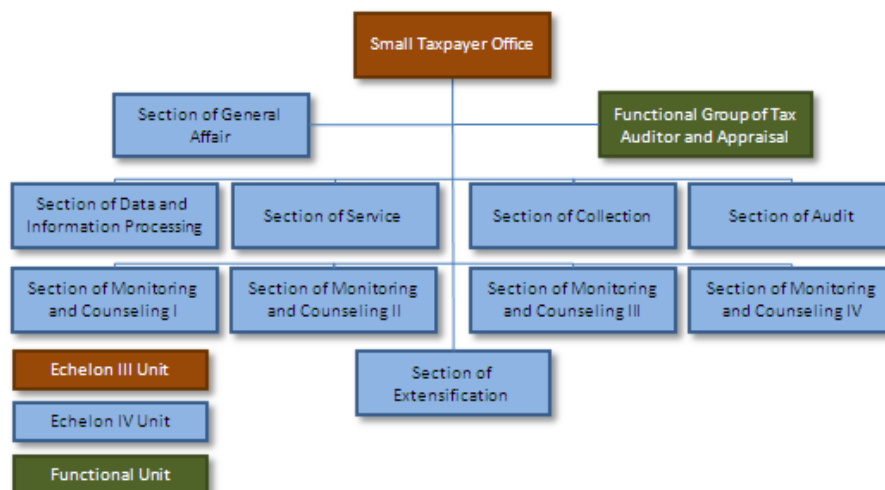 Small Taxpayer Office
Section of General
Affair
Functional Group of Tax
Auditor and Appraisal
Section of Data and
Information Processing
Section of Service
Section of Collection
Section of Audit
Section of Monitoring
and Counseling I
Section of Monitoring
and Counseling II
Section of Monitoring
and Counseling III
Section of Monitoring
and Counseling IV
Section of
Extensification
Echelon III Unit
Echelon IV Unit
Functional Unit